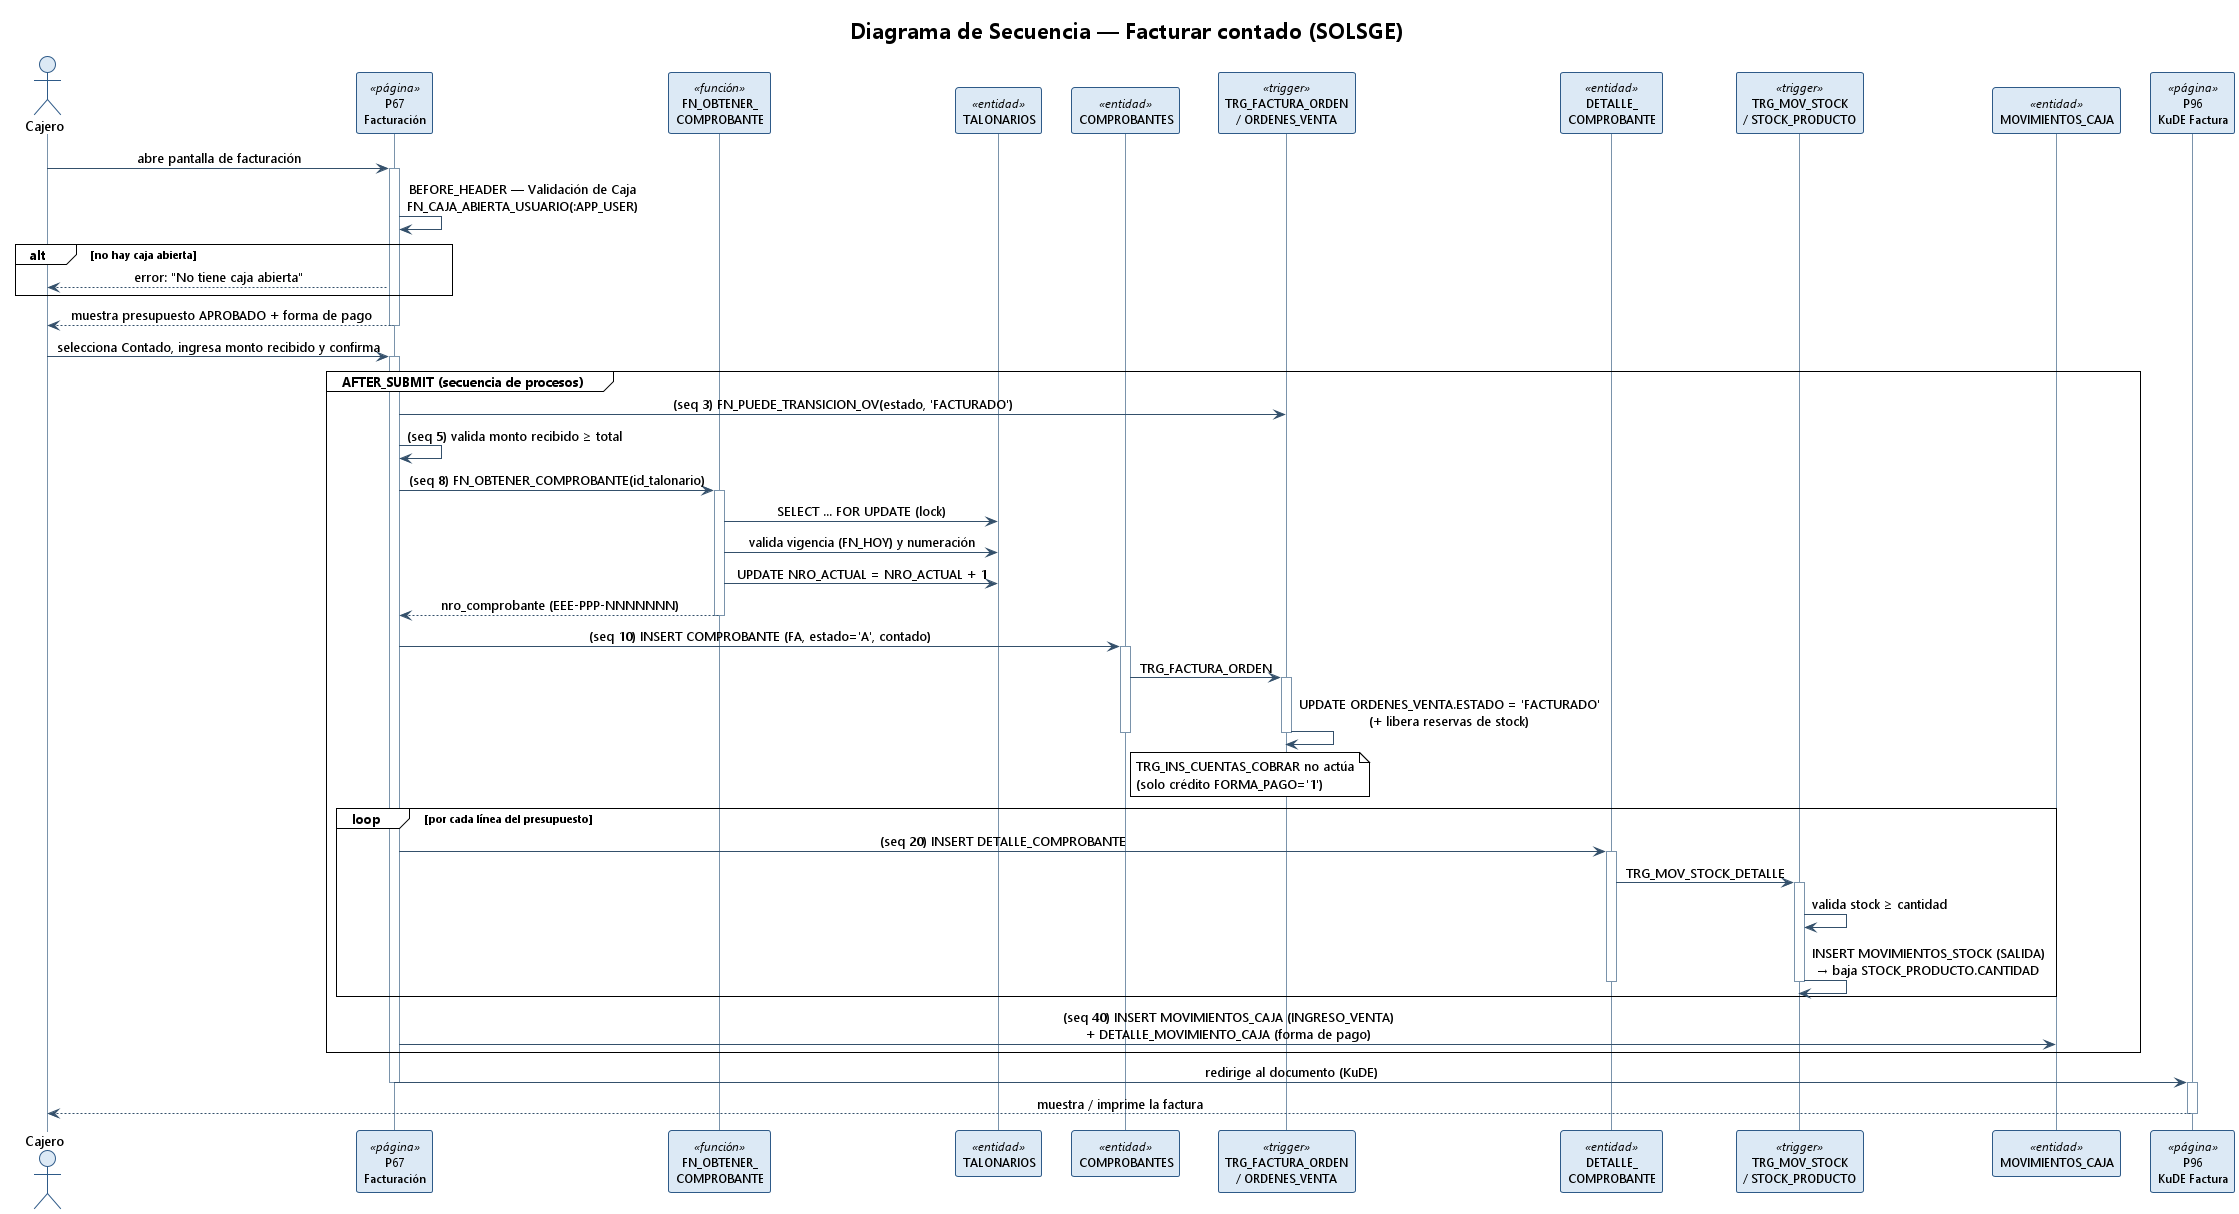 Diagrama de Secuencia — Facturar contado (SOLSGE)
Cajero
«página»
P67
Facturación
«función»
FN_OBTENER_
COMPROBANTE
«entidad»
TALONARIOS
«entidad»
COMPROBANTES
«trigger»
TRG_FACTURA_ORDEN
/ ORDENES_VENTA
«entidad»
DETALLE_
COMPROBANTE
«trigger»
TRG_MOV_STOCK
/ STOCK_PRODUCTO
«entidad»
MOVIMIENTOS_CAJA
«página»
P96
KuDE Factura
abre pantalla de facturación
BEFORE_HEADER — Validación de Caja
FN_CAJA_ABIERTA_USUARIO(:APP_USER)
alt
[no hay caja abierta]
error: "No tiene caja abierta"
muestra presupuesto APROBADO + forma de pago
selecciona Contado, ingresa monto recibido y confirma
AFTER_SUBMIT (secuencia de procesos)
(seq 3) FN_PUEDE_TRANSICION_OV(estado, 'FACTURADO')
(seq 5) valida monto recibido ≥ total
(seq 8) FN_OBTENER_COMPROBANTE(id_talonario)
SELECT ... FOR UPDATE (lock)
valida vigencia (FN_HOY) y numeración
UPDATE NRO_ACTUAL = NRO_ACTUAL + 1
nro_comprobante (EEE-PPP-NNNNNNN)
(seq 10) INSERT COMPROBANTE (FA, estado='A', contado)
TRG_FACTURA_ORDEN
UPDATE ORDENES_VENTA.ESTADO = 'FACTURADO'
(+ libera reservas de stock)
TRG_INS_CUENTAS_COBRAR no actúa
(solo crédito FORMA_PAGO='1')
loop
[por cada línea del presupuesto]
(seq 20) INSERT DETALLE_COMPROBANTE
TRG_MOV_STOCK_DETALLE
valida stock ≥ cantidad
INSERT MOVIMIENTOS_STOCK (SALIDA)
→ baja STOCK_PRODUCTO.CANTIDAD
(seq 40) INSERT MOVIMIENTOS_CAJA (INGRESO_VENTA)
+ DETALLE_MOVIMIENTO_CAJA (forma de pago)
redirige al documento (KuDE)
muestra / imprime la factura
Cajero
«página»
P67
Facturación
«función»
FN_OBTENER_
COMPROBANTE
«entidad»
TALONARIOS
«entidad»
COMPROBANTES
«trigger»
TRG_FACTURA_ORDEN
/ ORDENES_VENTA
«entidad»
DETALLE_
COMPROBANTE
«trigger»
TRG_MOV_STOCK
/ STOCK_PRODUCTO
«entidad»
MOVIMIENTOS_CAJA
«página»
P96
KuDE Factura